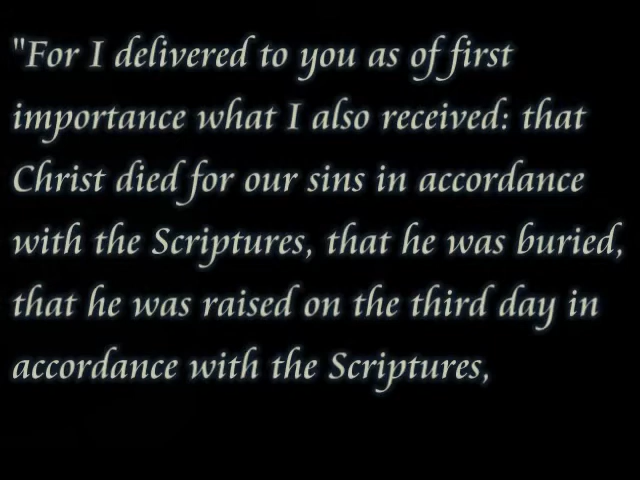 "For I delivered to you as of first
importance what I also received: that
Christ died for our sins in accordance
with the Scriptures, that he was buried,
that he was raised on the third day in
accordance with the Scriptures,